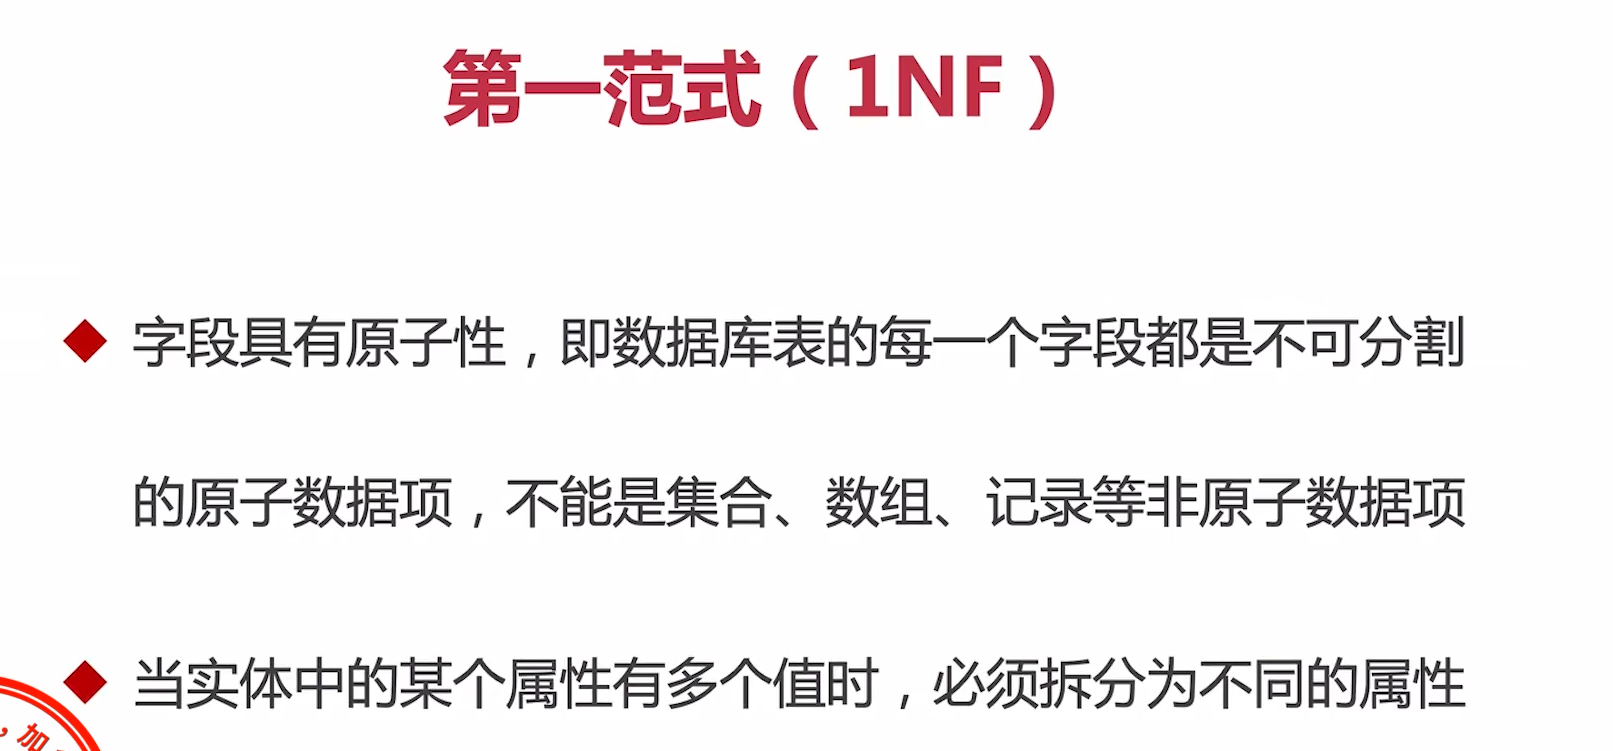 第一范式（1NF）
字段具有原子性，即数据库表的每一个字段都是不可分割
的原子数据项，不能是集合、数组、记录等非原子数据项
当实体中的某个属性有多个值时，必须拆分为不同的属性
，加